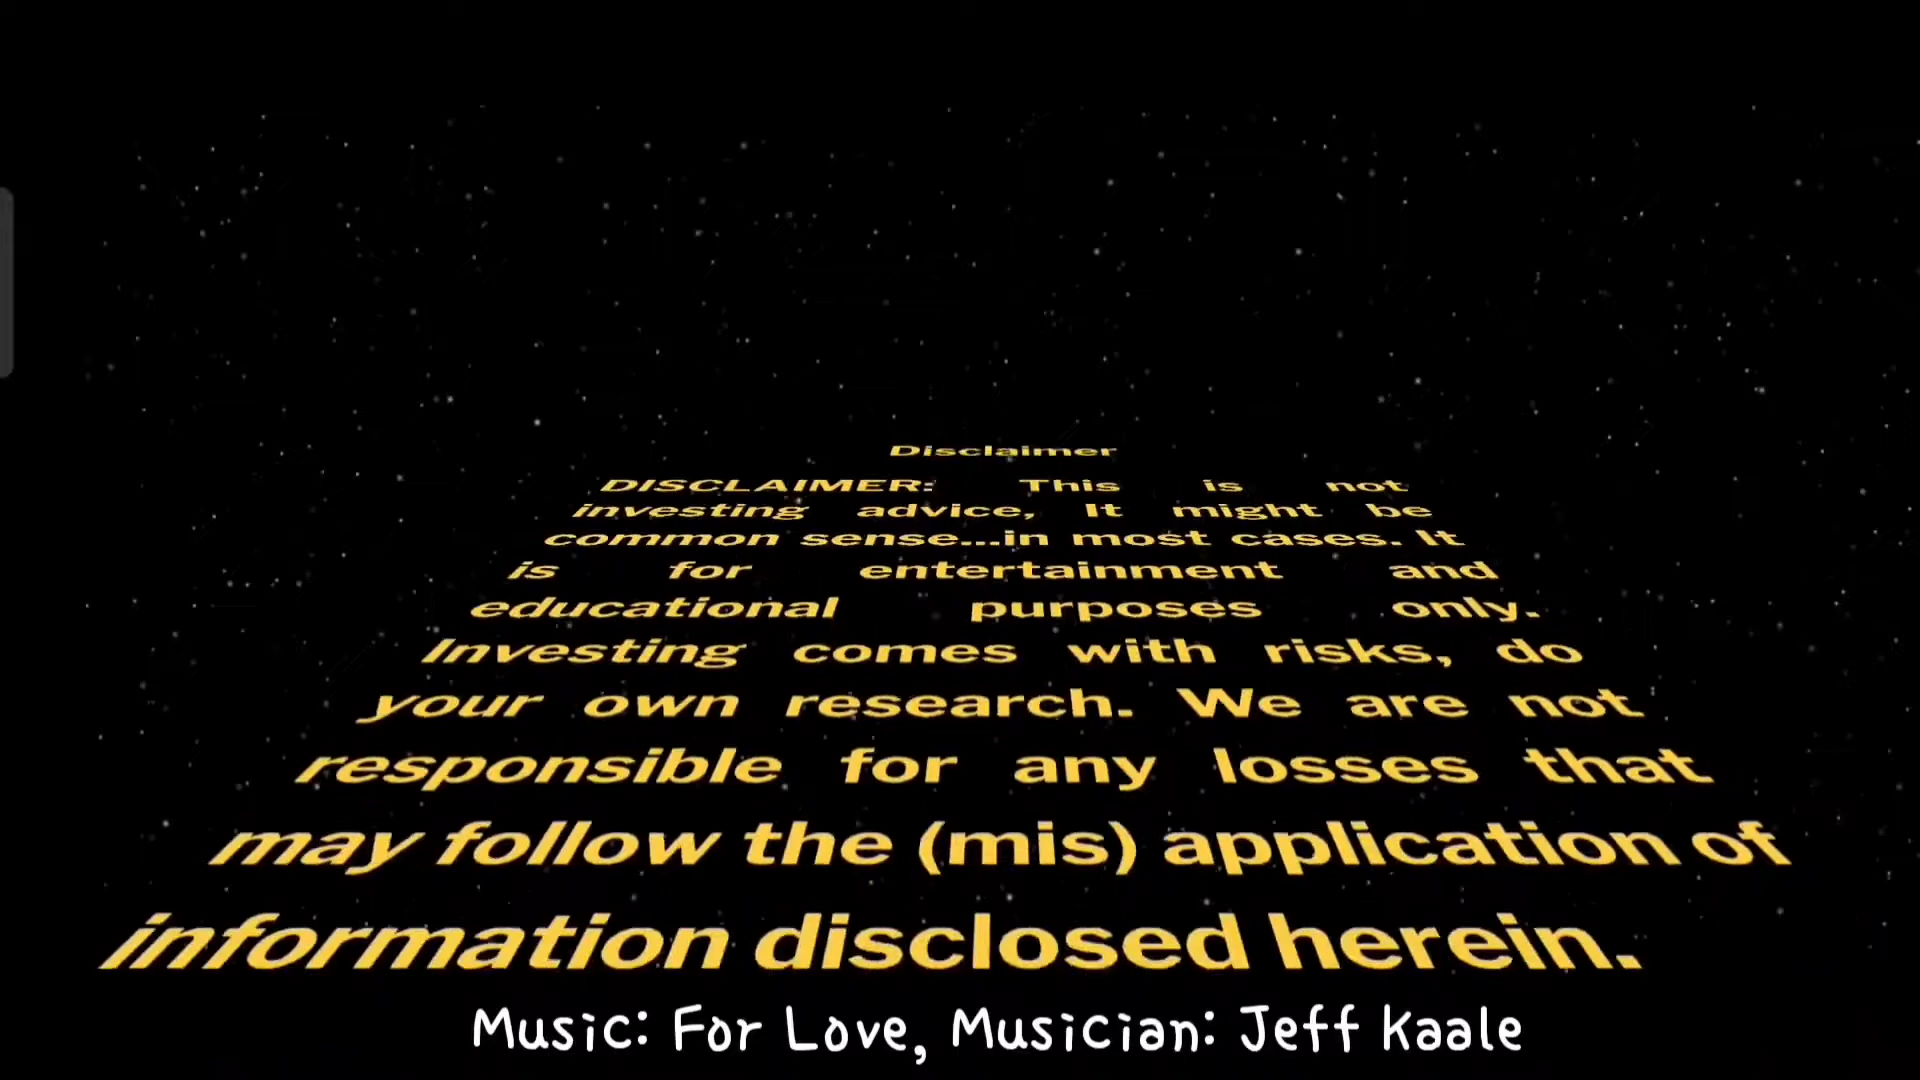 Disclaimer
DISCLAIMER: This is not
investing advice, It might be
common sense...in most cases. It
is for entertainment and
educational purposes only.
Investing comes with risks, do
your own research. We are not
responsible for any losses that
may follow the (mis) application of
information disclosed herein.
Music: For Love, Musician: Jeff Kaale